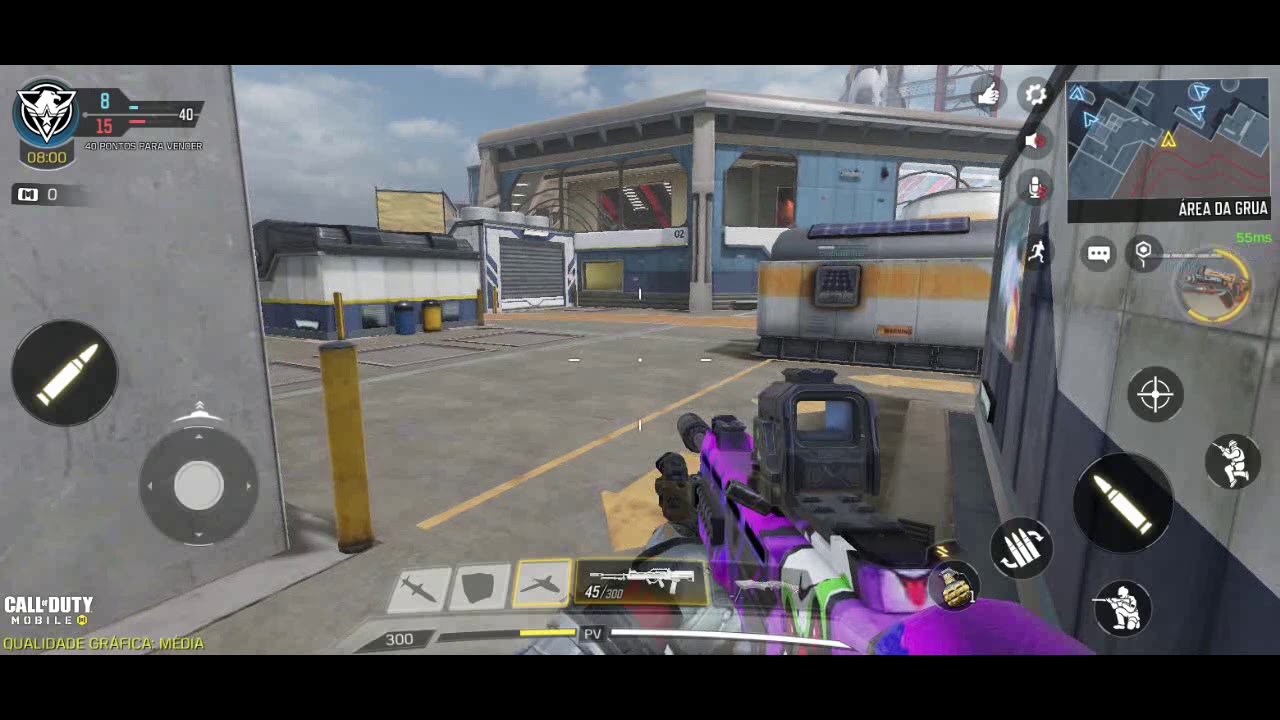 8
15
40
40 PONTOS PARA VENCER
08:00
0
ÁREA DA GRUA
55ms
02
WARNING
45/300
300
PV
CALL OF DUTY
MOBILE
QUALIDADE GRÁFICA: MÉDIA